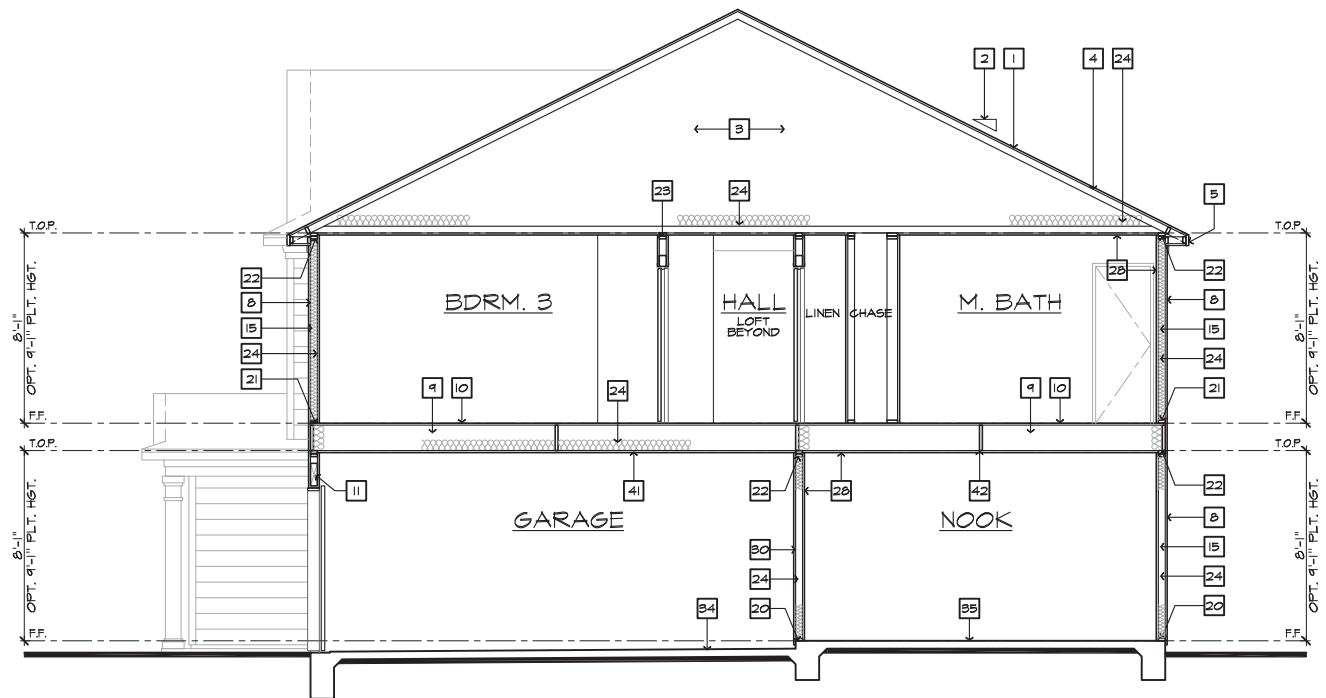 2 1 4 24
3
23 24 5
T.O.P. T.O.P.
22 28 22
8 8
BDRM. 3 HALL M. BATH
LOFT
BEYOND
LINEN CHASE
15 15
24 24
21 21
9 10 24 9 10
F.F. F.F.
8'-1"
OPT. 9'-1" PLT. HGT.
8'-1"
OPT. 9'-1" PLT. HGT.
T.O.P. T.O.P.
11 41 22 28 42 22
GARAGE NOOK
8
30 15
24 24
20 20
34 35
F.F. F.F.
8'-1"
OPT. 9'-1" PLT. HGT.
8'-1"
OPT. 9'-1" PLT. HGT.